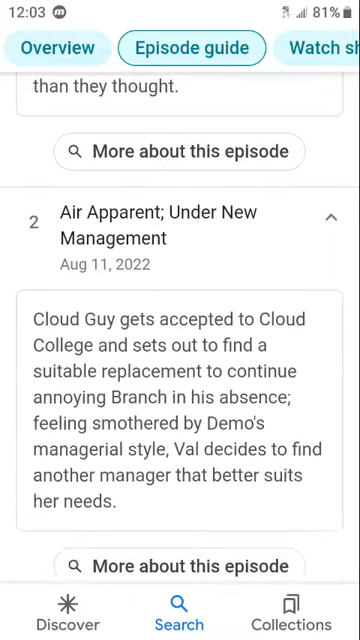 12:03
81%
Overview
Episode guide
Watch sh
than they thought.
More about this episode
2
Air Apparent; Under New
Management
Aug 11, 2022
Cloud Guy gets accepted to Cloud
College and sets out to find a
suitable replacement to continue
annoying Branch in his absence;
feeling smothered by Demo's
managerial style, Val decides to find
another manager that better suits
her needs.
More about this episode
Discover
Search
Collections